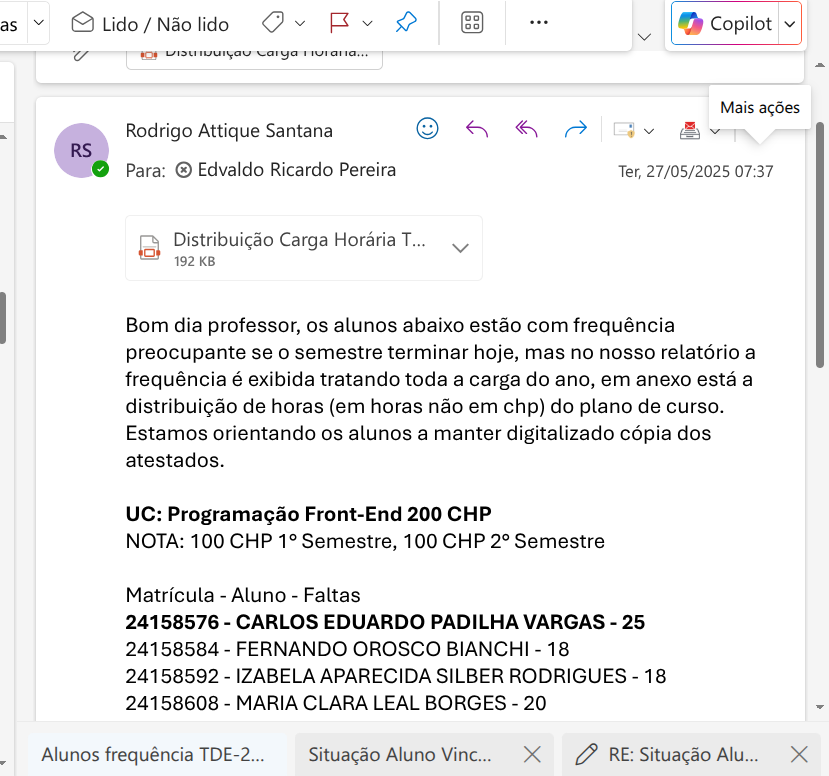 as
Lido / Não lido
Copilot
Distribuição Carga Horária...
Mais ações
RS
Rodrigo Attique Santana
Para: Edvaldo Ricardo Pereira
Ter, 27/05/2025 07:37
Distribuição Carga Horária T...
192 KB
Bom dia professor, os alunos abaixo estão com frequência
preocupante se o semestre terminar hoje, mas no nosso relatório a
frequência é exibida tratando toda a carga do ano, em anexo está a
distribuição de horas (em horas não em chp) do plano de curso.
Estamos orientando os alunos a manter digitalizado cópia dos
atestados.
UC: Programação Front-End 200 CHP
NOTA: 100 CHP 1º Semestre, 100 CHP 2º Semestre
Matrícula - Aluno - Faltas
24158576 - CARLOS EDUARDO PADILHA VARGAS - 25
24158584 - FERNANDO OROSCO BIANCHI - 18
24158592 - IZABELA APARECIDA SILBER RODRIGUES - 18
24158608 - MARIA CLARA LEAL BORGES - 20
Alunos frequência TDE-2...
Situação Aluno Vinc...
RE: Situação Alu...